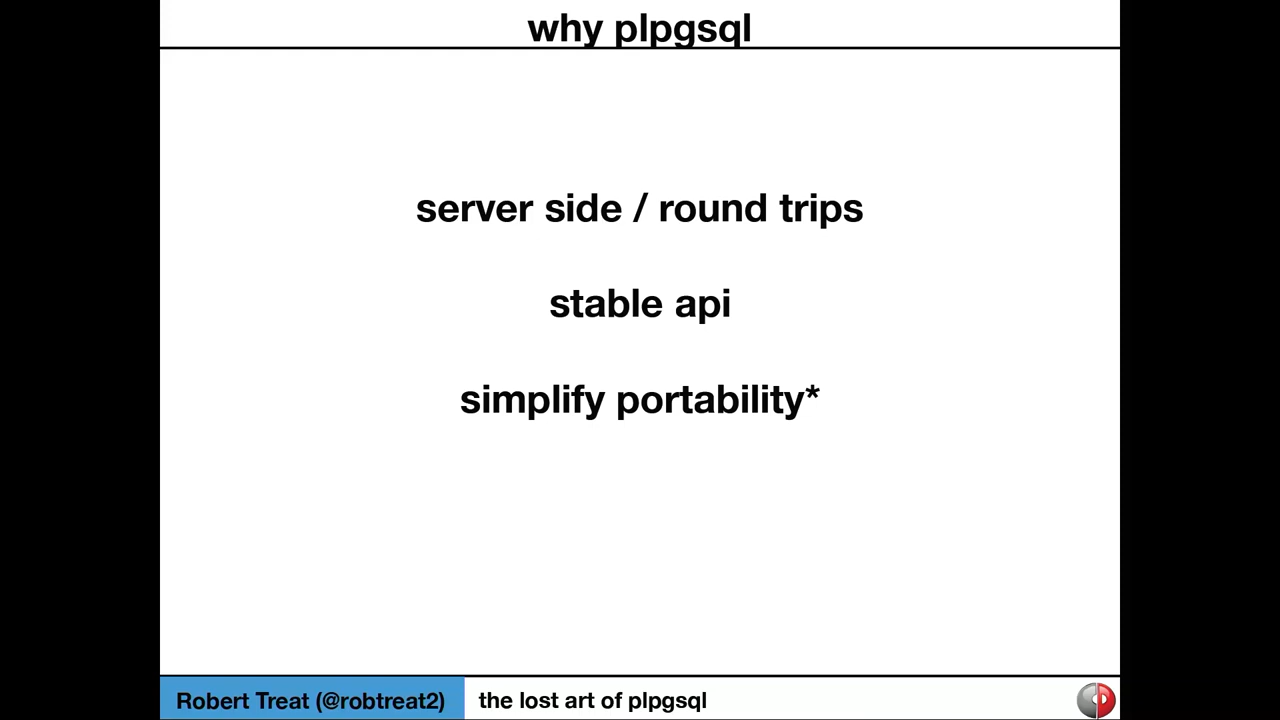 why plpgsql
server side / round trips
stable api
simplify portability*
Robert Treat (@robtreat2)
the lost art of plpgsql